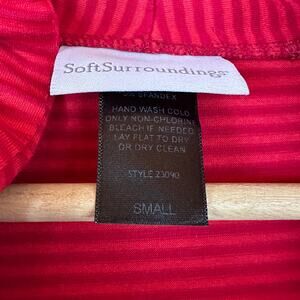 SoftSurroundings
SPANDEX
HAND WASH COLD
ONLY NON-CHLORINE
BLEACH IF NEEDED
LAY FLAT TO DRY
OR DRY CLEAN
STYLE 23090
SMALL